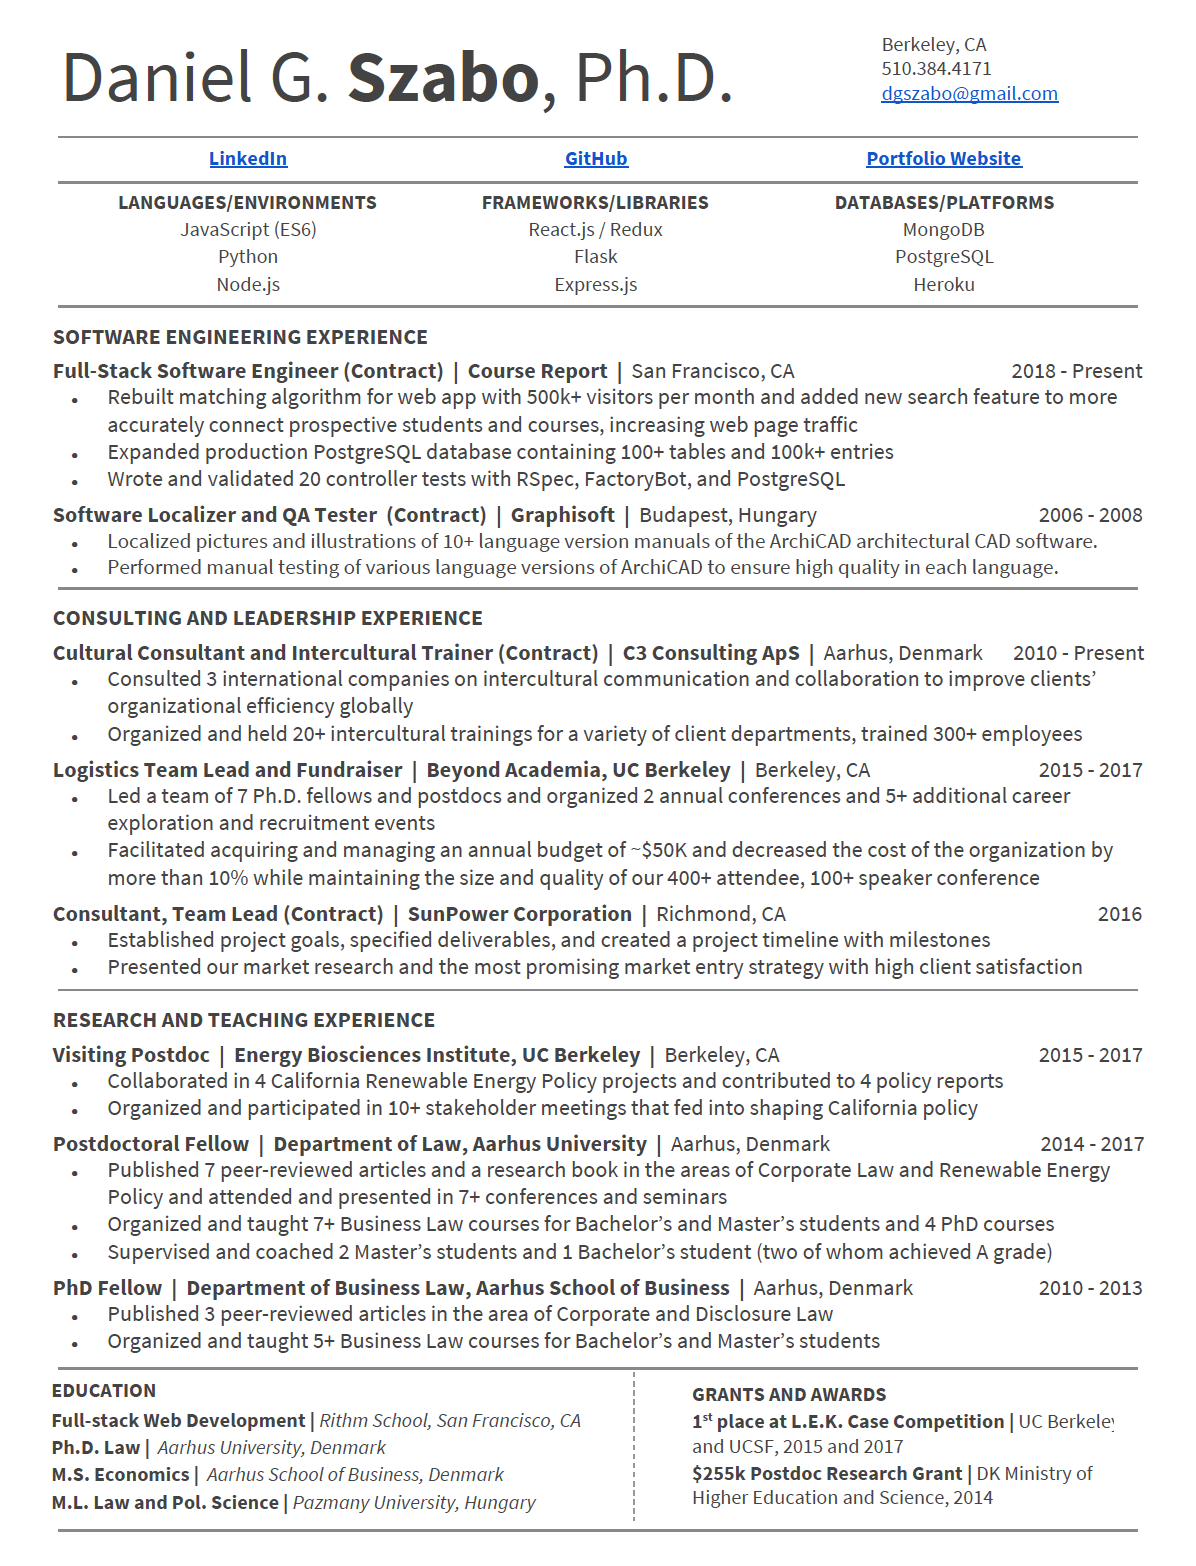 Daniel G. Szabo, Ph.D.
Berkeley, CA
510.384.4171
dgszabo@gmail.com
LinkedIn GitHub Portfolio Website
LANGUAGES/ENVIRONMENTS FRAMEWORKS/LIBRARIES DATABASES/PLATFORMS
JavaScript (ES6) React.js / Redux MongoDB
Python Flask PostgreSQL
Node.js Express.js Heroku
SOFTWARE ENGINEERING EXPERIENCE
Full-Stack Software Engineer (Contract) | Course Report | San Francisco, CA 2018 - Present
• Rebuilt matching algorithm for web app with 500k+ visitors per month and added new search feature to more
accurately connect prospective students and courses, increasing web page traffic
• Expanded production PostgreSQL database containing 100+ tables and 100k+ entries
• Wrote and validated 20 controller tests with RSpec, FactoryBot, and PostgreSQL
Software Localizer and QA Tester (Contract) | Graphisoft | Budapest, Hungary 2006 - 2008
• Localized pictures and illustrations of 10+ language version manuals of the ArchiCAD architectural CAD software.
• Performed manual testing of various language versions of ArchiCAD to ensure high quality in each language.
CONSULTING AND LEADERSHIP EXPERIENCE
Cultural Consultant and Intercultural Trainer (Contract) | C3 Consulting ApS | Aarhus, Denmark 2010 - Present
• Consulted 3 international companies on intercultural communication and collaboration to improve clients’
organizational efficiency globally
• Organized and held 20+ intercultural trainings for a variety of client departments, trained 300+ employees
Logistics Team Lead and Fundraiser | Beyond Academia, UC Berkeley | Berkeley, CA 2015 - 2017
• Led a team of 7 Ph.D. fellows and postdocs and organized 2 annual conferences and 5+ additional career
exploration and recruitment events
• Facilitated acquiring and managing an annual budget of ~$50K and decreased the cost of the organization by
more than 10% while maintaining the size and quality of our 400+ attendee, 100+ speaker conference
Consultant, Team Lead (Contract) | SunPower Corporation | Richmond, CA 2016
• Established project goals, specified deliverables, and created a project timeline with milestones
• Presented our market research and the most promising market entry strategy with high client satisfaction
RESEARCH AND TEACHING EXPERIENCE
Visiting Postdoc | Energy Biosciences Institute, UC Berkeley | Berkeley, CA 2015 - 2017
• Collaborated in 4 California Renewable Energy Policy projects and contributed to 4 policy reports
• Organized and participated in 10+ stakeholder meetings that fed into shaping California policy
Postdoctoral Fellow | Department of Law, Aarhus University | Aarhus, Denmark 2014 - 2017
• Published 7 peer-reviewed articles and a research book in the areas of Corporate Law and Renewable Energy
Policy and attended and presented in 7+ conferences and seminars
• Organized and taught 7+ Business Law courses for Bachelor’s and Master’s students and 4 PhD courses
• Supervised and coached 2 Master’s students and 1 Bachelor’s student (two of whom achieved A grade)
PhD Fellow | Department of Business Law, Aarhus School of Business | Aarhus, Denmark 2010 - 2013
• Published 3 peer-reviewed articles in the area of Corporate and Disclosure Law
• Organized and taught 5+ Business Law courses for Bachelor’s and Master’s students
EDUCATION
Full-stack Web Development | Rithm School, San Francisco, CA
Ph.D. Law | Aarhus University, Denmark
M.S. Economics | Aarhus School of Business, Denmark
M.L. Law and Pol. Science | Pazmany University, Hungary
GRANTS AND AWARDS
1st place at L.E.K. Case Competition | UC Berkeley
and UCSF, 2015 and 2017
$255k Postdoc Research Grant | DK Ministry of
Higher Education and Science, 2014